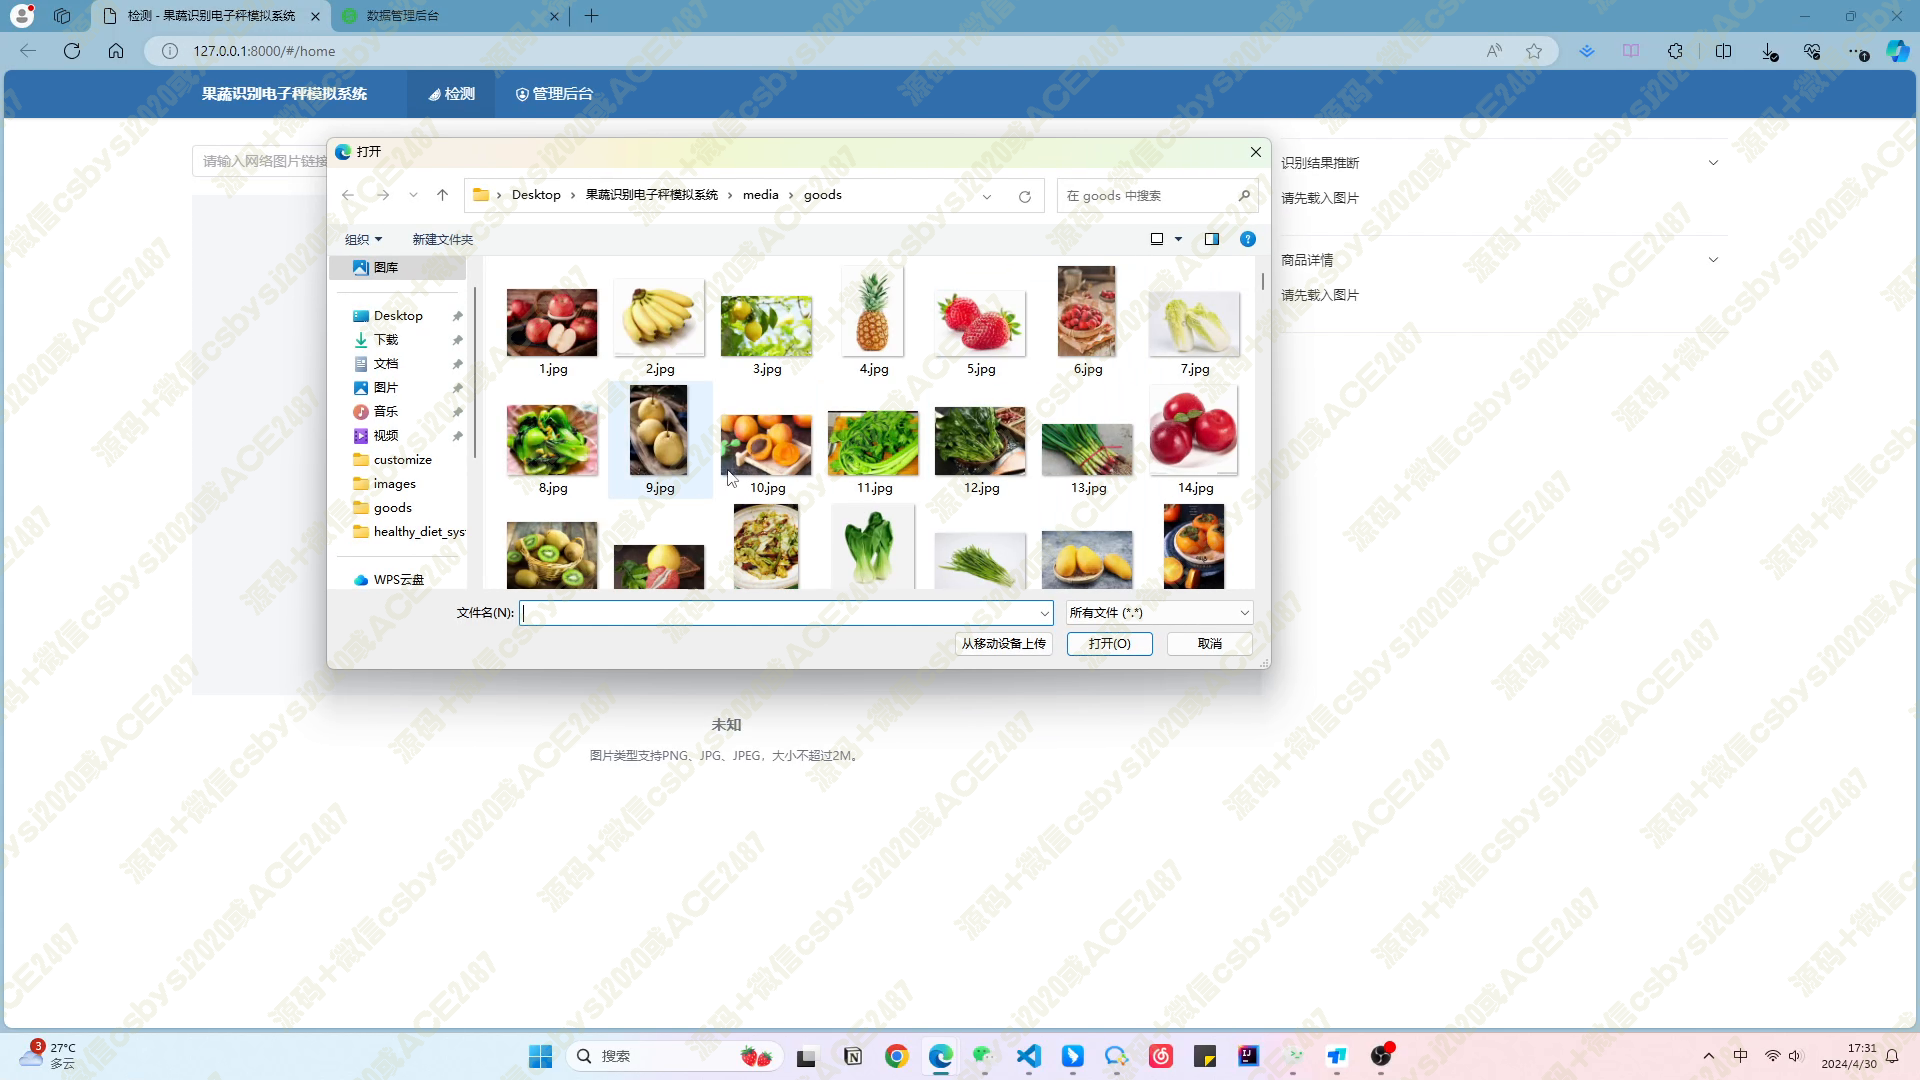 检测 - 果蔬识别电子秤模拟系统
数据管理后台
127.0.0.1:8000/#/home
果蔬识别电子秤模拟系统
检测
管理后台
请输入网络图片链接
打开
Desktop
果蔬识别电子秤模拟系统
media
goods
在 goods 中搜索
组织
新建文件夹
图库
Desktop
下载
文档
图片
音乐
视频
customize
images
goods
healthy_diet_sys
WPS云盘
1.jpg
2.jpg
3.jpg
4.jpg
5.jpg
6.jpg
7.jpg
8.jpg
9.jpg
10.jpg
11.jpg
12.jpg
13.jpg
14.jpg
文件名(N):
所有文件 (*.*)
从移动设备上传
打开(O)
取消
识别结果推断
请先载入图片
商品详情
请先载入图片
未知
图片类型支持PNG、JPG、JPEG，大小不超过2M。
源码+微信csbysj2020或ACE2487
3
27°C
多云
搜索
中
17:31
2024/4/30